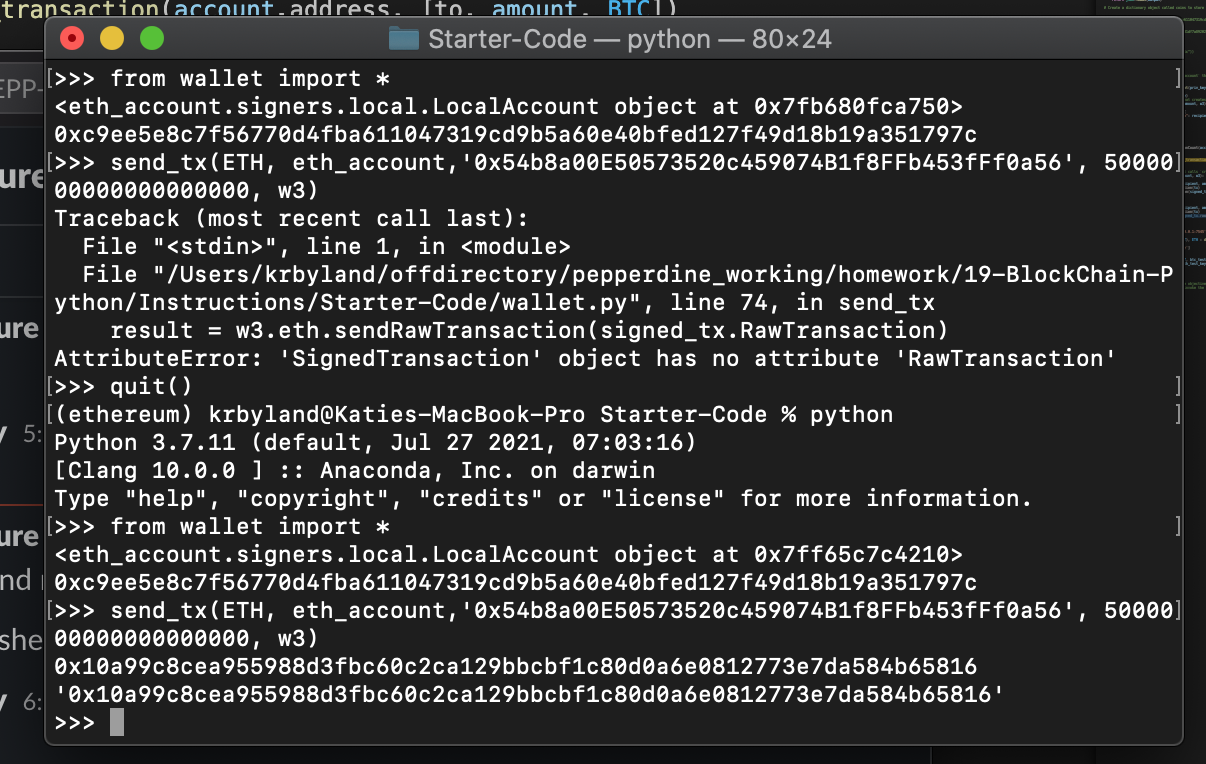 transaction(account.address, [to, amount, BTC])
Starter-Code — python — 80×24
[>>> from wallet import * ]
<eth_account.signers.local.LocalAccount object at 0x7fb680fca750>
0xc9ee5e8c7f56770d4fba611047319cd9b5a60e40bfed127f49d18b19a351797c
[>>> send_tx(ETH, eth_account,'0x54b8a00E50573520c459074B1f8FFb453fFf0a56', 50000]
00000000000000, w3)
Traceback (most recent call last):
  File "<stdin>", line 1, in <module>
  File "/Users/krbyland/offdirectory/pepperdine_working/homework/19-BlockChain-P
ython/Instructions/Starter-Code/wallet.py", line 74, in send_tx
    result = w3.eth.sendRawTransaction(signed_tx.RawTransaction)
AttributeError: 'SignedTransaction' object has no attribute 'RawTransaction'
[>>> quit() ]
[(ethereum) krbyland@Katies-MacBook-Pro Starter-Code % python ]
Python 3.7.11 (default, Jul 27 2021, 07:03:16)
[Clang 10.0.0 ] :: Anaconda, Inc. on darwin
Type "help", "copyright", "credits" or "license" for more information.
[>>> from wallet import * ]
<eth_account.signers.local.LocalAccount object at 0x7ff65c7c4210>
0xc9ee5e8c7f56770d4fba611047319cd9b5a60e40bfed127f49d18b19a351797c
[>>> send_tx(ETH, eth_account,'0x54b8a00E50573520c459074B1f8FFb453fFf0a56', 50000]
00000000000000, w3)
0x10a99c8cea955988d3fbc60c2ca129bbcbf1c80d0a6e0812773e7da584b65816
'0x10a99c8cea955988d3fbc60c2ca129bbcbf1c80d0a6e0812773e7da584b65816'
>>>